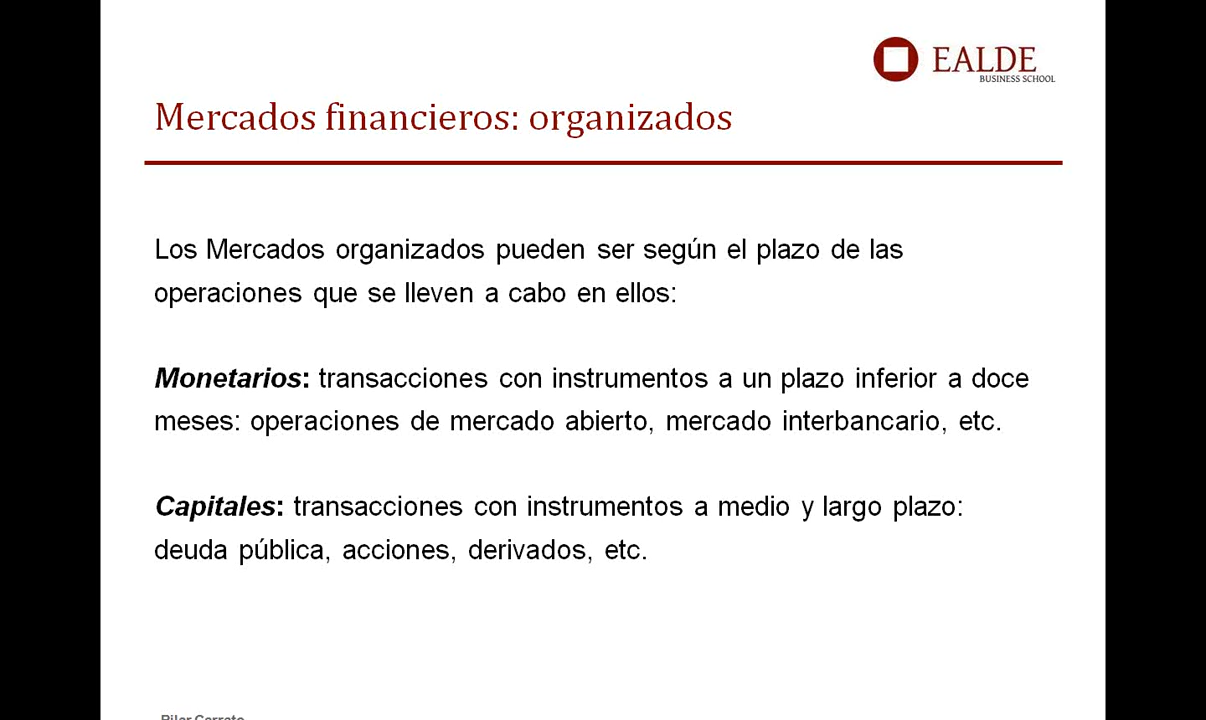 EALDE
BUSINESS SCHOOL
Mercados financieros: organizados
Los Mercados organizados pueden ser según el plazo de las
operaciones que se lleven a cabo en ellos:
Monetarios: transacciones con instrumentos a un plazo inferior a doce
meses: operaciones de mercado abierto, mercado interbancario, etc.
Capitales: transacciones con instrumentos a medio y largo plazo:
deuda pública, acciones, derivados, etc.